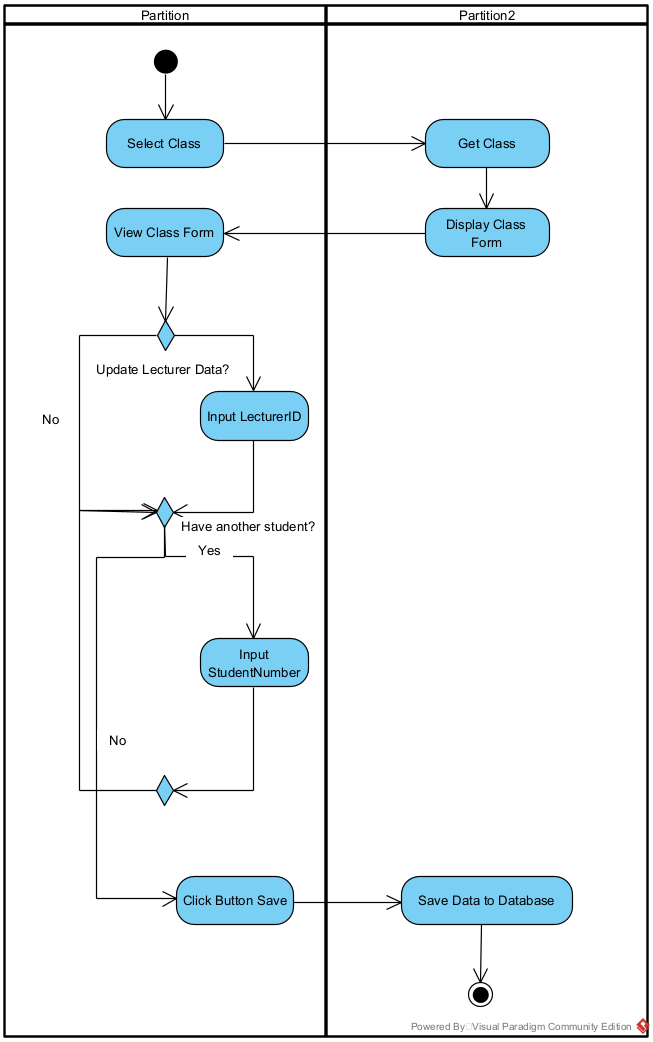 Partition
Partition2
Select Class
Get Class
View Class Form
Display Class
Form
Update Lecturer Data?
Input LecturerID
No
Have another student?
Yes
Input
StudentNumber
No
Click Button Save
Save Data to Database
Powered By Visual Paradigm Community Edition